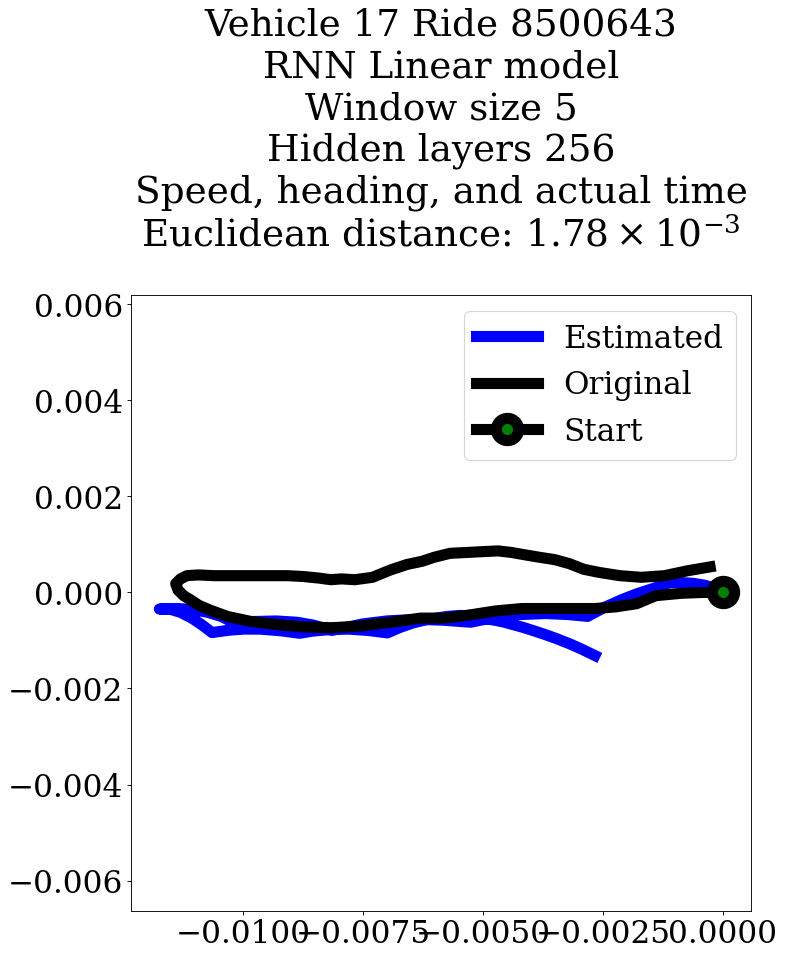 Vehicle 17 Ride 8500643
RNN Linear model
Window size 5
Hidden layers 256
Speed, heading, and actual time
Euclidean distance: 1.78 × 10⁻³
Estimated
Original
Start
0.006
0.004
0.002
0.000
−0.002
−0.004
−0.006
−0.0100 −0.0075 −0.0050 −0.0025 0.0000